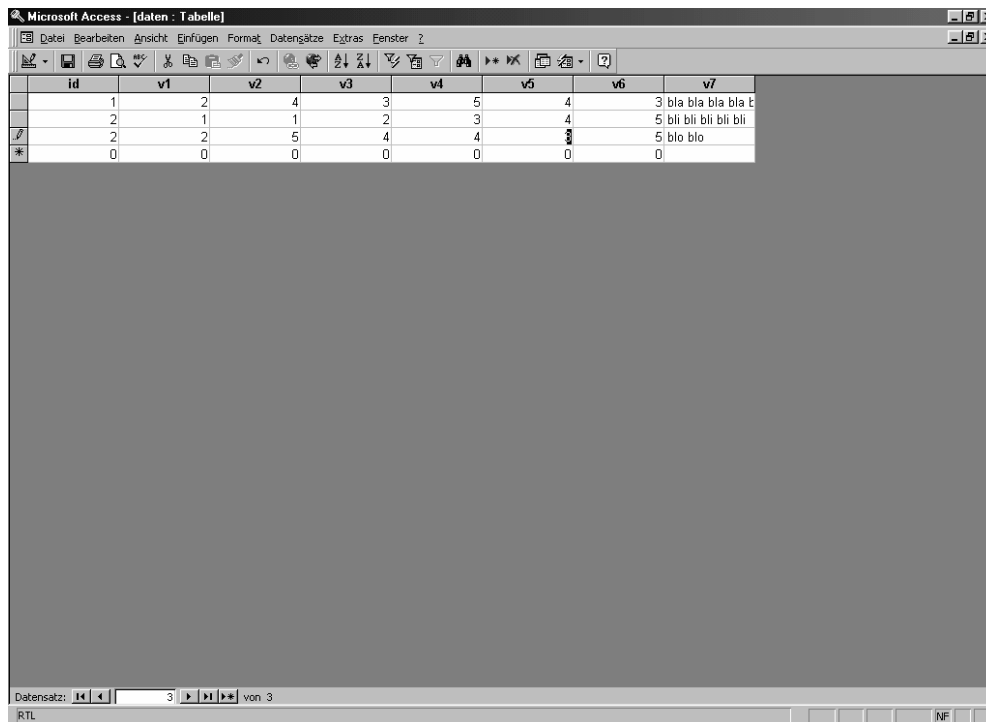 Microsoft Access - [daten : Tabelle]
Datei Bearbeiten Ansicht Einfügen Format Datensätze Extras Fenster ?
id v1 v2 v3 v4 v5 v6 v7
1 2 4 3 5 4 3 bla bla bla bla b
2 1 1 2 3 4 5 bli bli bli bli bli
2 2 5 4 4 3 5 blo blo
* 0 0 0 0 0 0 0
Datensatz: 3 von 3
RTL NF